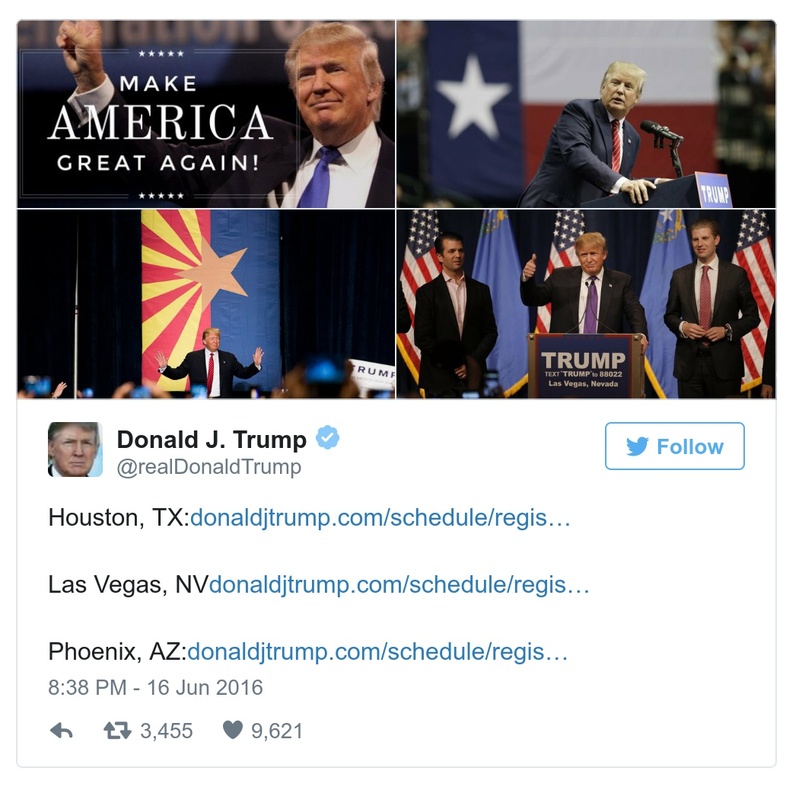 ★★★★★
MAKE
AMERICA
GREAT AGAIN!
★★★★★
TRUMP
TRUMP
TRUMP
TEXT "TRUMP" to 88022
Las Vegas, Nevada
Donald J. Trump
@realDonaldTrump
Follow
Houston, TX:donaldjtrump.com/schedule/regis…
Las Vegas, NVdonaldjtrump.com/schedule/regis…
Phoenix, AZ:donaldjtrump.com/schedule/regis…
8:38 PM - 16 Jun 2016
3,455 9,621